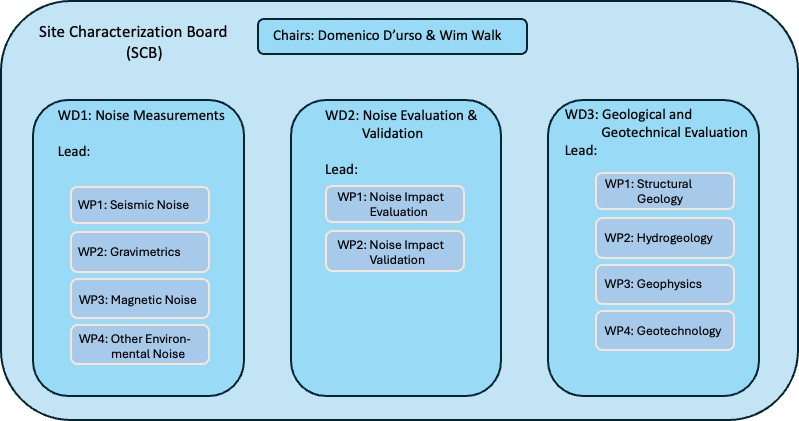 Site Characterization Board
(SCB)
Chairs: Domenico D'urso & Wim Walk
WD1: Noise Measurements
Lead:
WP1: Seismic Noise
WP2: Gravimetrics
WP3: Magnetic Noise
WP4: Other Environ-
mental Noise
WD2: Noise Evaluation &
Validation
Lead:
WP1: Noise Impact
Evaluation
WP2: Noise Impact
Validation
WD3: Geological and
Geotechnical Evaluation
Lead:
WP1: Structural
Geology
WP2: Hydrogeology
WP3: Geophysics
WP4: Geotechnology